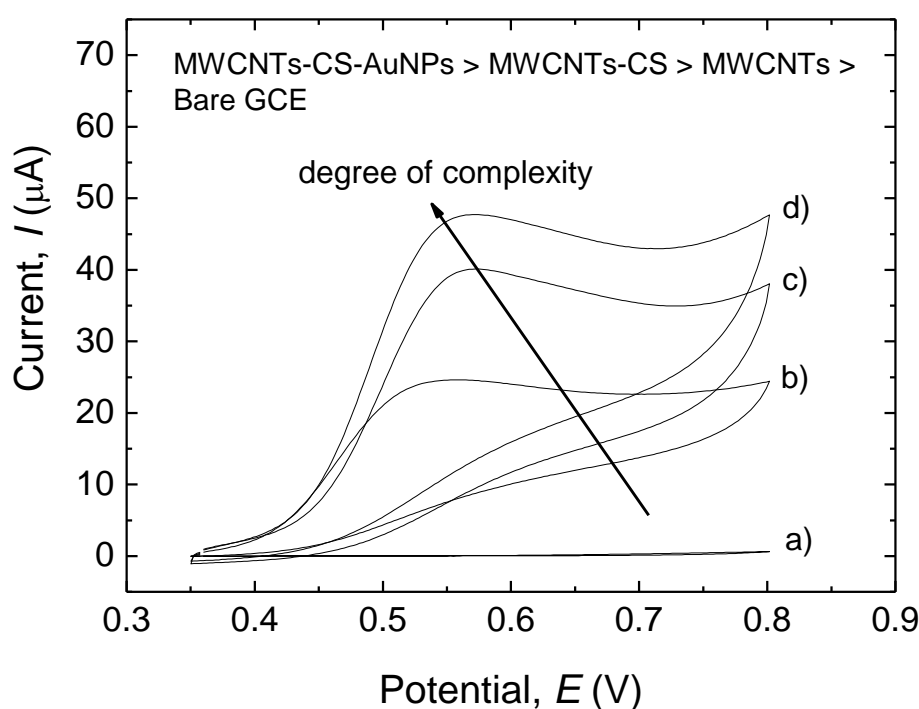 MWCNTs-CS-AuNPs > MWCNTs-CS > MWCNTs >
Bare GCE
degree of complexity
d)
c)
b)
a)
70
60
50
40
30
20
10
0
Current, I (μA)
0.3 0.4 0.5 0.6 0.7 0.8 0.9
Potential, E (V)